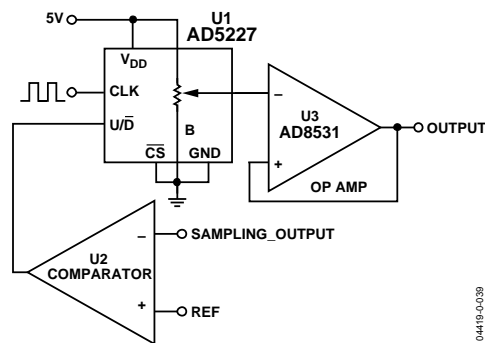 U1
AD5227
5V
VDD
CLK
U/D̅
B
C̅S̅
GND
−
U3
AD8531
+
OP AMP
OUTPUT
−
SAMPLING_OUTPUT
U2
COMPARATOR
+
REF
04419-0-039